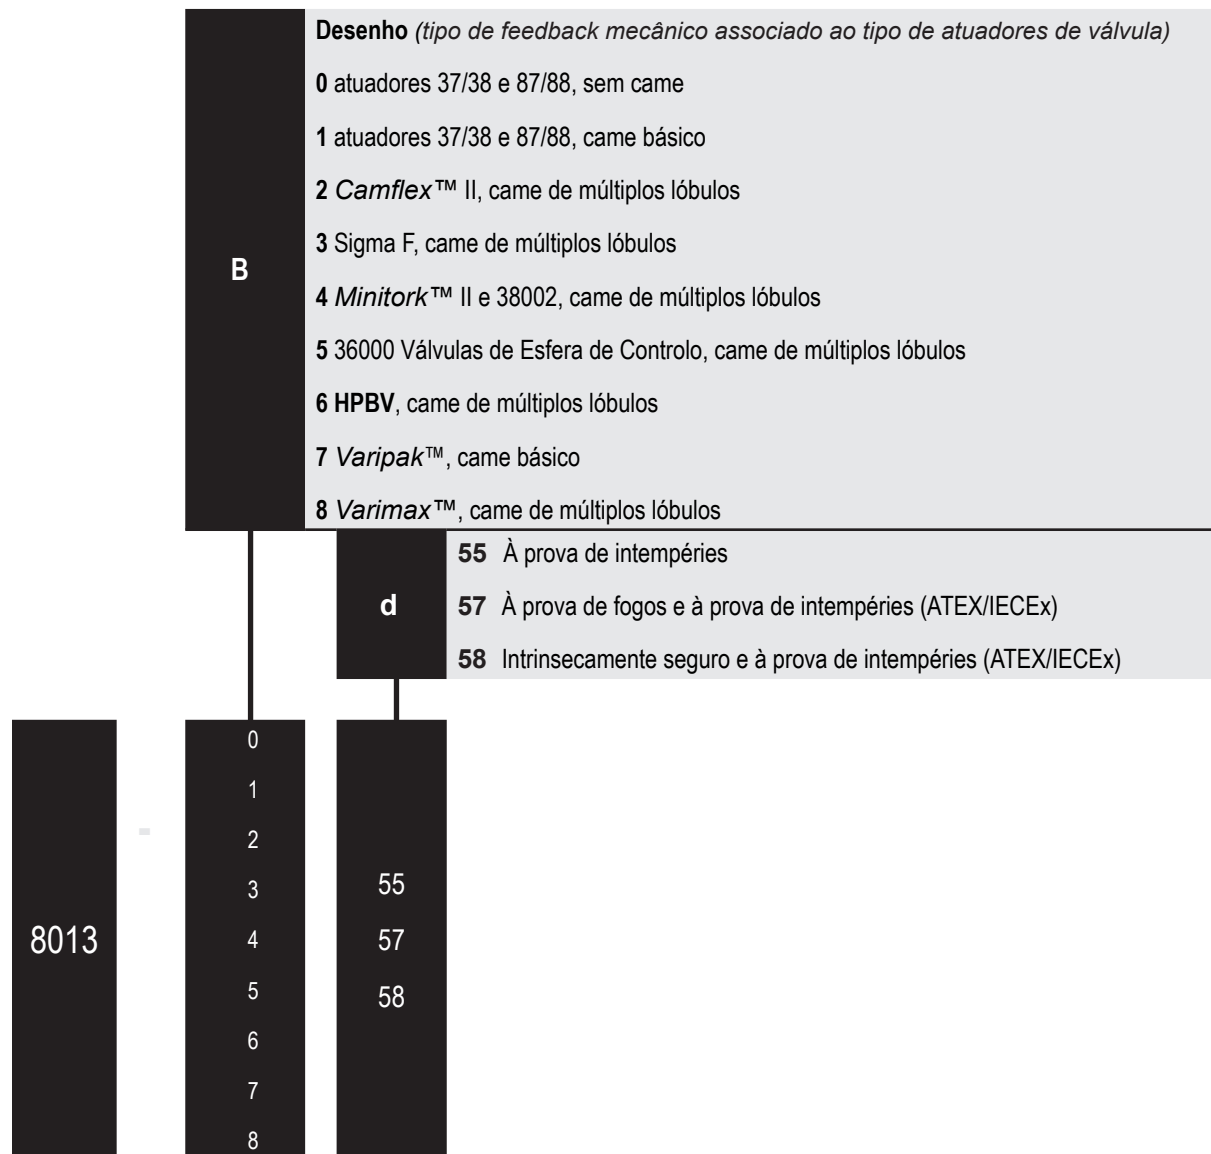 Desenho (tipo de feedback mecânico associado ao tipo de atuadores de válvula)
0 atuadores 37/38 e 87/88, sem came
1 atuadores 37/38 e 87/88, came básico
2 Camflex™ II, came de múltiplos lóbulos
3 Sigma F, came de múltiplos lóbulos
B
4 Minitork™ II e 38002, came de múltiplos lóbulos
5 36000 Válvulas de Esfera de Controlo, came de múltiplos lóbulos
6 HPBV, came de múltiplos lóbulos
7 Varipak™, came básico
8 Varimax™, came de múltiplos lóbulos
55 À prova de intempéries
d
57 À prova de fogos e à prova de intempéries (ATEX/IECEx)
58 Intrinsecamente seguro e à prova de intempéries (ATEX/IECEx)
8013
-
0
1
2
3
4
5
6
7
8
55
57
58